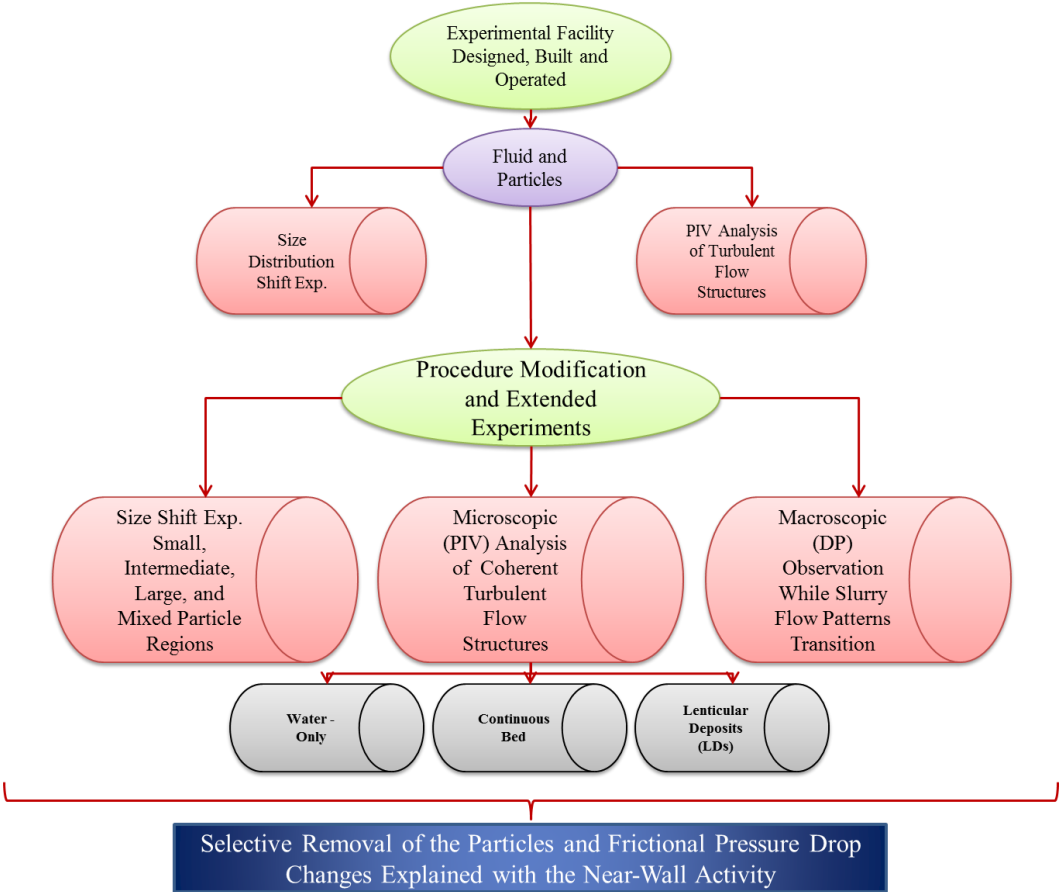 Experimental Facility
Designed, Built and
Operated
Fluid and
Particles
Size
Distribution
Shift Exp.
PIV Analysis
of Turbulent
Flow
Structures
Procedure Modification
and Extended
Experiments
Size Shift Exp.
Small,
Intermediate,
Large, and
Mixed Particle
Regions
Microscopic
(PIV) Analysis
of Coherent
Turbulent
Flow
Structures
Macroscopic
(DP)
Observation
While Slurry
Flow Patterns
Transition
Water -
Only
Continuous
Bed
Lenticular
Deposits
(LDs)
Selective Removal of the Particles and Frictional Pressure Drop
Changes Explained with the Near-Wall Activity